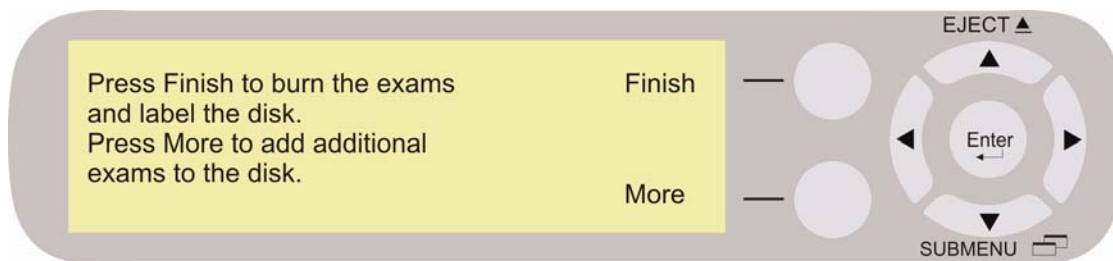 EJECT
Press Finish to burn the exams
Finish
and label the disk.
Press More to add additional
Enter
exams to the disk.
More
SUBMENU